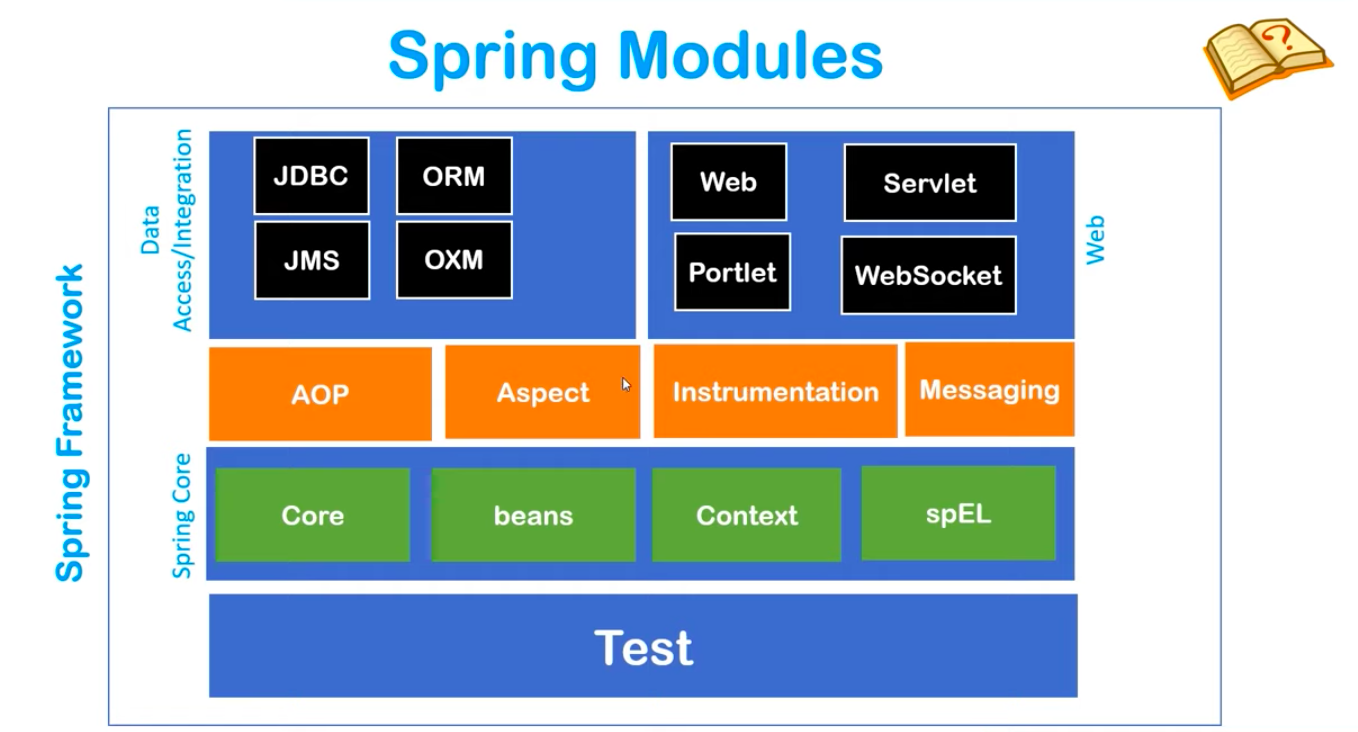 Spring Modules
?
Spring Framework
Data
Access/Integration
JDBC
ORM
JMS
OXM
Web
Servlet
Portlet
WebSocket
Web
AOP
Aspect
Instrumentation
Messaging
Spring Core
Core
beans
Context
spEL
Test